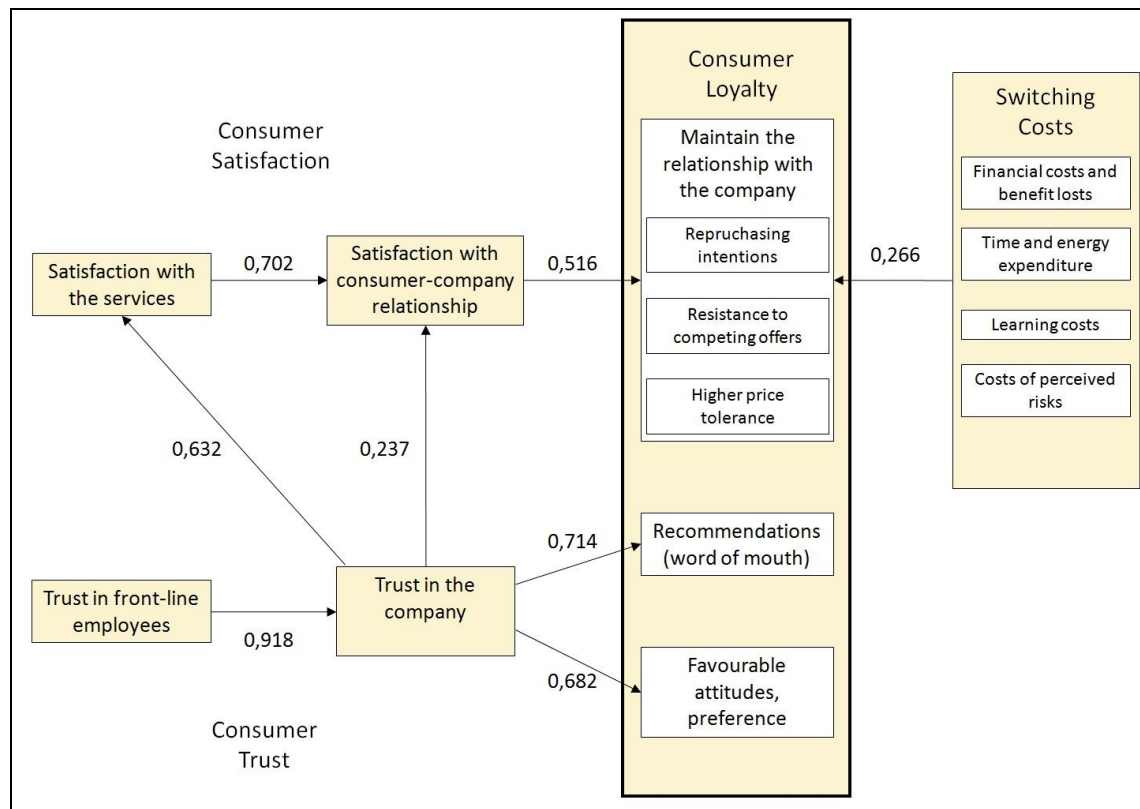 Consumer
Satisfaction
Satisfaction with
the services
0,702
Satisfaction with
consumer-company
relationship
0,516
0,632
0,237
Trust in front-line
employees
0,918
Trust in the
company
0,714
0,682
Consumer
Trust
Consumer
Loyalty
Maintain the
relationship with
the company
Repruchasing
intentions
Resistance to
competing offers
Higher price
tolerance
Recommendations
(word of mouth)
Favourable
attitudes,
preference
0,266
Switching
Costs
Financial costs and
benefit losts
Time and energy
expenditure
Learning costs
Costs of perceived
risks